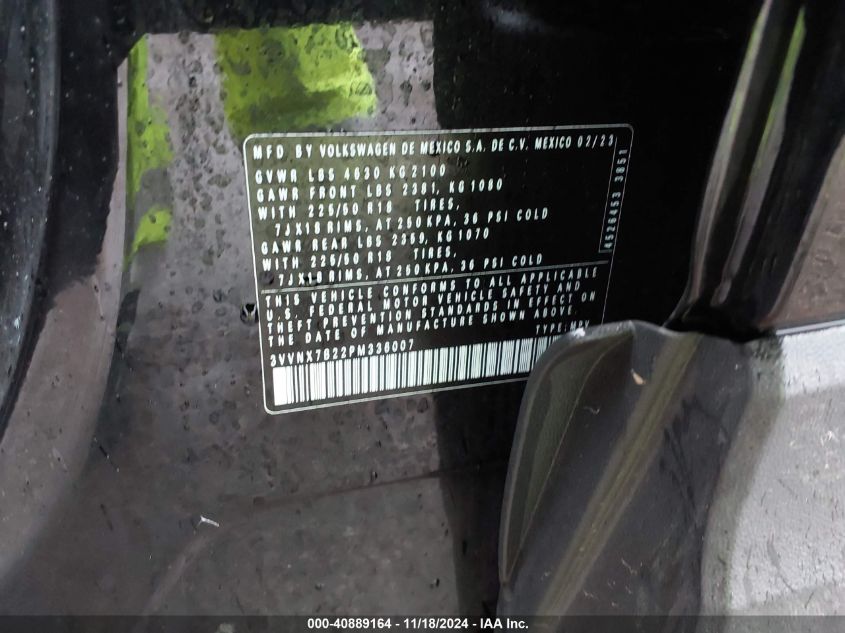 MFD BY VOLKSWAGEN DE MEXICO S.A. DE C.V. MEXICO 02/23
GVWR LBS 4630 KG2100
GAWR FRONT LBS 2381, KG1080
WITH 225/50 R18 TIRES,
7JX18 RIMS, AT 250KPA, 36 PSI COLD
GAWR REAR LBS 2359, KG1070
WITH 225/50 R18 TIRES,
7JX18 RIMS, AT 250KPA, 36 PSI COLD
THIS VEHICLE CONFORMS TO ALL APPLICABLE
U.S. FEDERAL MOTOR VEHICLE SAFETY AND
THEFT PREVENTION STANDARDS IN EFFECT ON
THE DATE OF MANUFACTURE SHOWN ABOVE.
3VVNX7B22PM336007 TYPE:MPV
4526453 3851
000-40889164 - 11/18/2024 - IAA Inc.